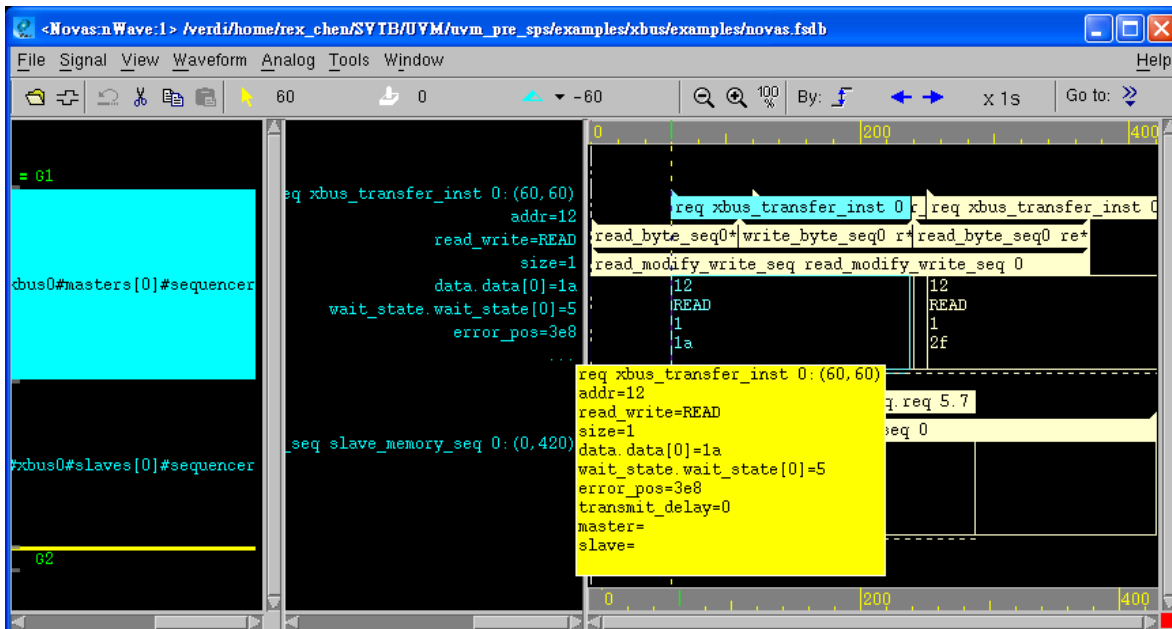 <Novas:nWave:1> /verdi/home/rex_chen/SVTB/UVM/uvm_pre_sps/examples/xbus/examples/novas.fsdb
File Signal View Waveform Analog Tools Window Help
60 0 -60 100 % By: x 1s Go to:
0 200 400
= G1
eq xbus_transfer_inst 0:(60,60)
addr=12
read_write=READ
size=1
data.data[0]=1a
wait_state.wait_state[0]=5
error_pos=3e8
...
xbus0#masters[0]#sequencer
req xbus_transfer_inst 0 r_ req xbus_transfer_inst 0
read_byte_seq0* write_byte_seq0 r* read_byte_seq0 re*
read_modify_write_seq read_modify_write_seq 0
12 12
READ READ
1 1
1a 2f
req xbus_transfer_inst 0:(60,60)
addr=12
read_write=READ
size=1
data.data[0]=1a
wait_state.wait_state[0]=5
error_pos=3e8
transmit_delay=0
master=
slave=
q.req 5.7
seq 0
_seq slave_memory_seq 0:(0,420)
#xbus0#slaves[0]#sequencer
G2
0 200 400